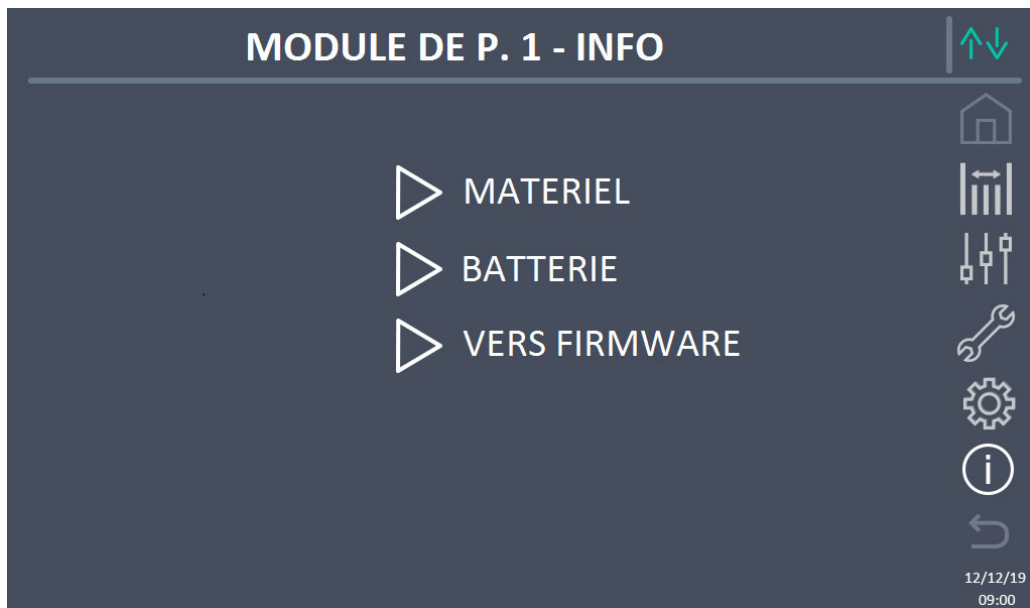 MODULE DE P. 1 - INFO
MATERIEL
BATTERIE
VERS FIRMWARE
12/12/19
09:00